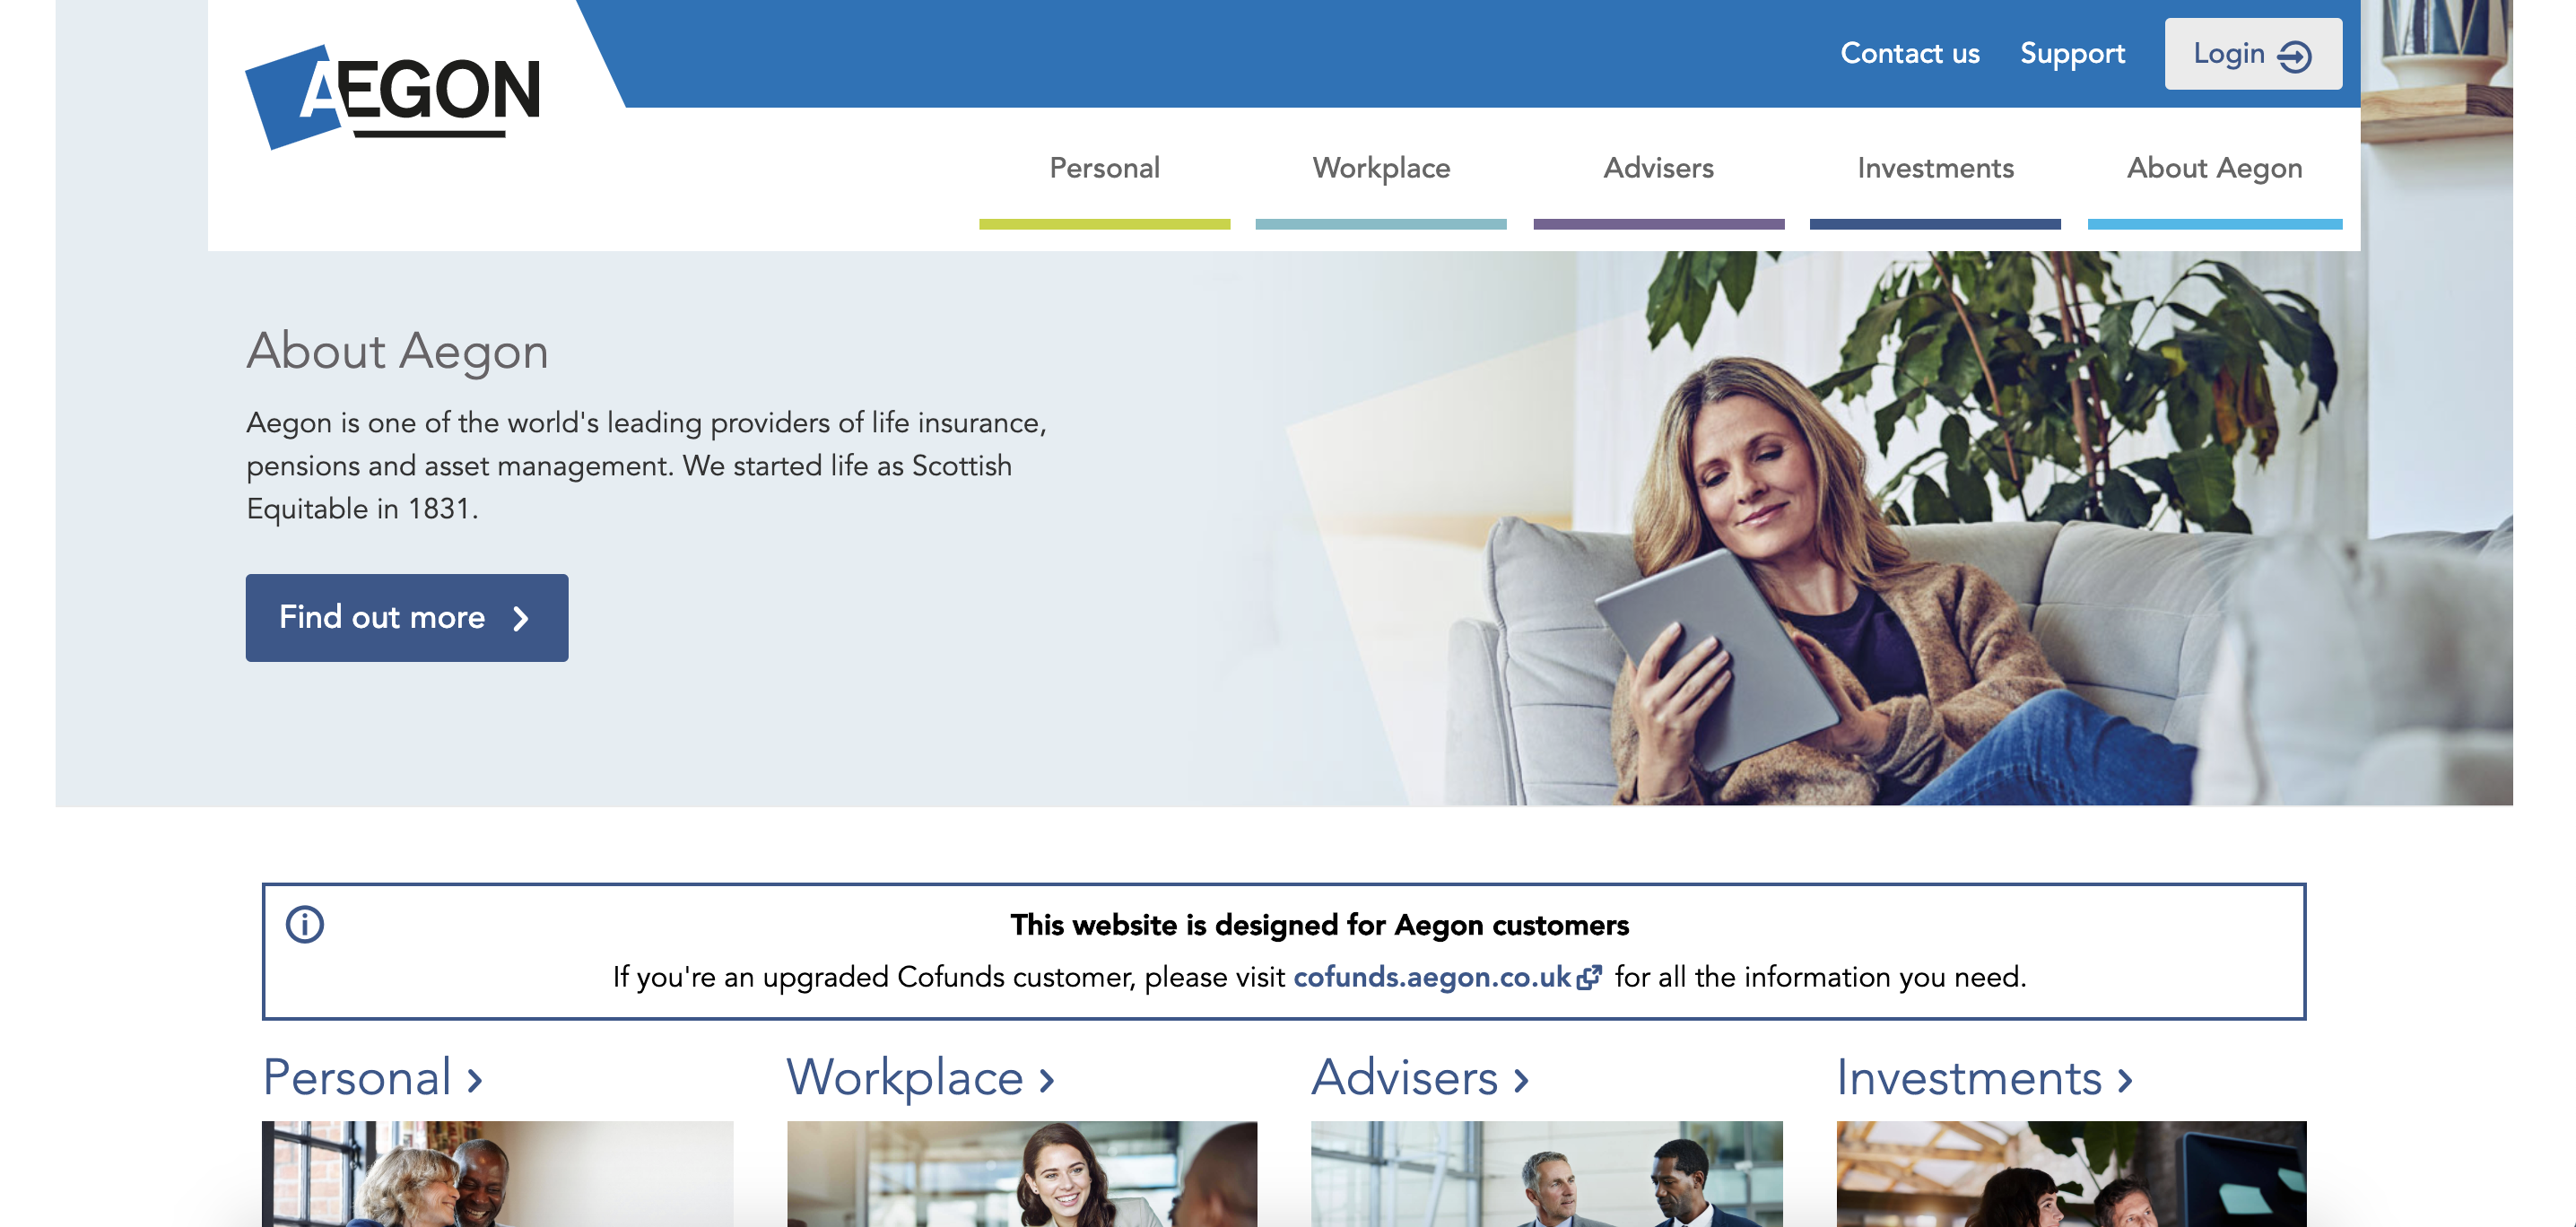 AEGON
Contact us
Support
Login
Personal
Workplace
Advisers
Investments
About Aegon
About Aegon
Aegon is one of the world's leading providers of life insurance,
pensions and asset management. We started life as Scottish
Equitable in 1831.
Find out more
This website is designed for Aegon customers
If you're an upgraded Cofunds customer, please visit cofunds.aegon.co.uk for all the information you need.
Personal
Workplace
Advisers
Investments